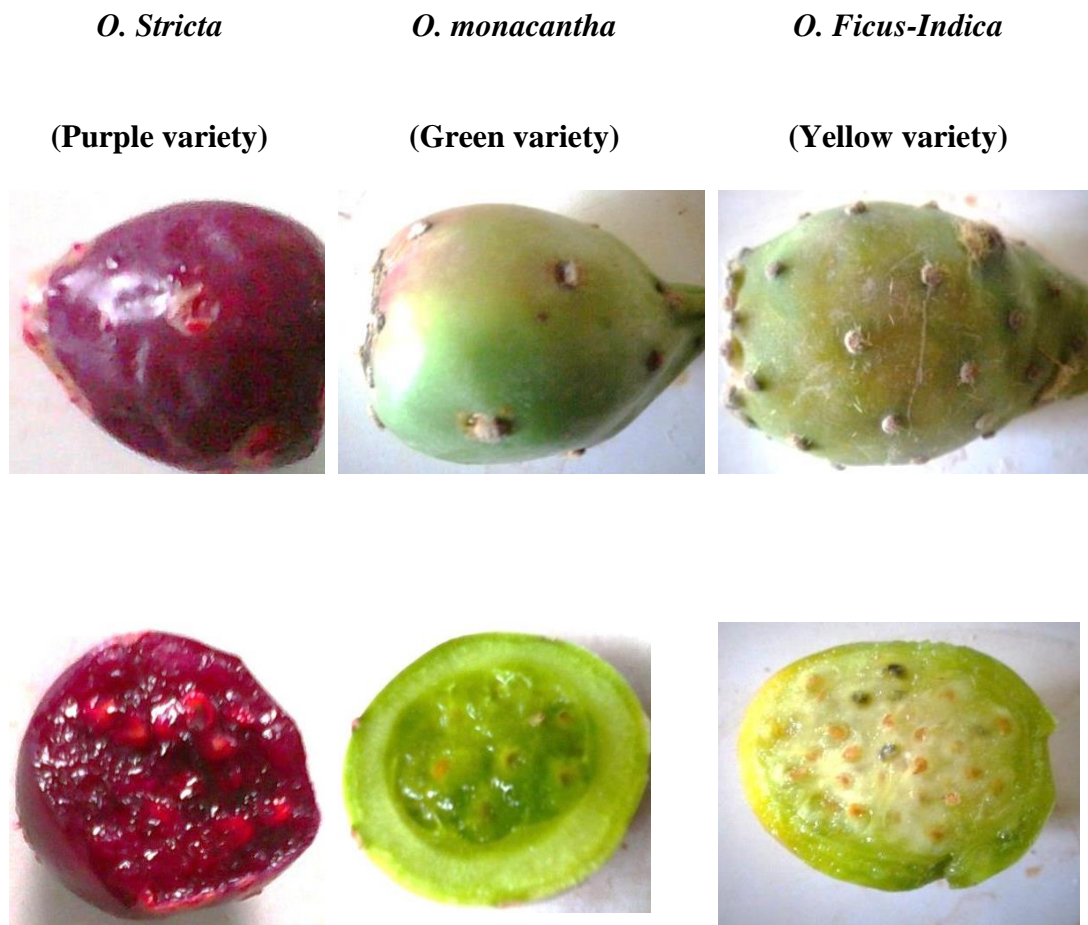 O. Stricta
O. monacantha
O. Ficus-Indica
(Purple variety)
(Green variety)
(Yellow variety)